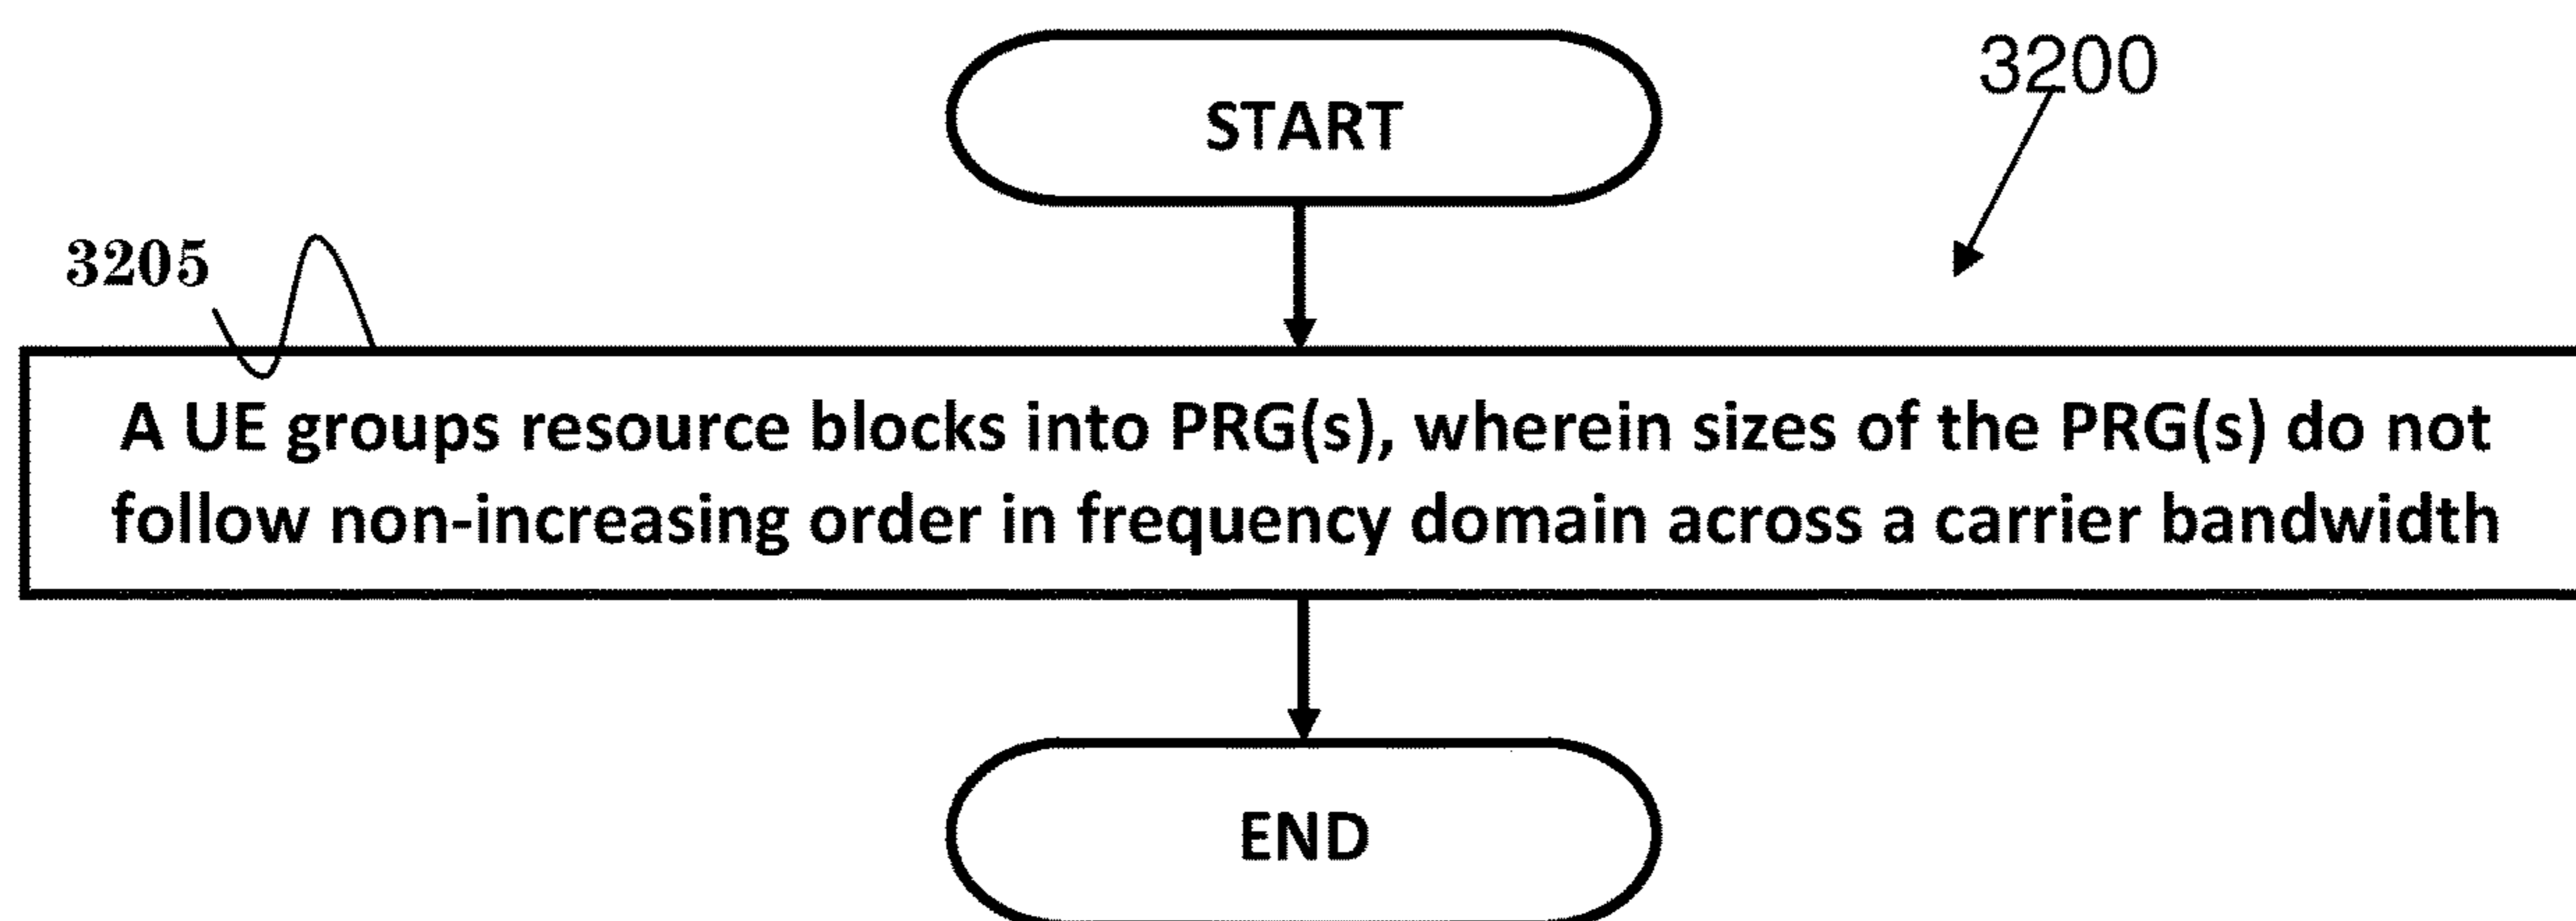 START
3200
3205
A UE groups resource blocks into PRG(s), wherein sizes of the PRG(s) do not
follow non-increasing order in frequency domain across a carrier bandwidth
END